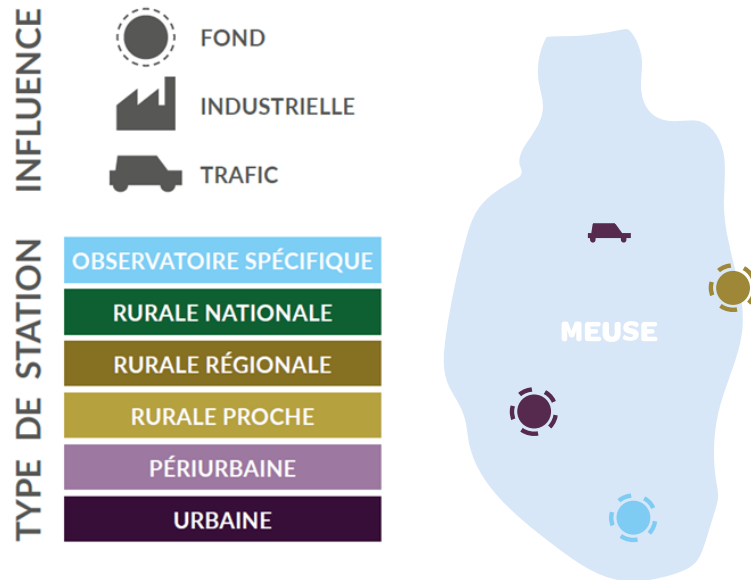 INFLUENCE
FOND
INDUSTRIELLE
TRAFIC
TYPE DE STATION
OBSERVATOIRE SPÉCIFIQUE
RURALE NATIONALE
RURALE RÉGIONALE
RURALE PROCHE
PÉRIURBAINE
URBAINE
MEUSE